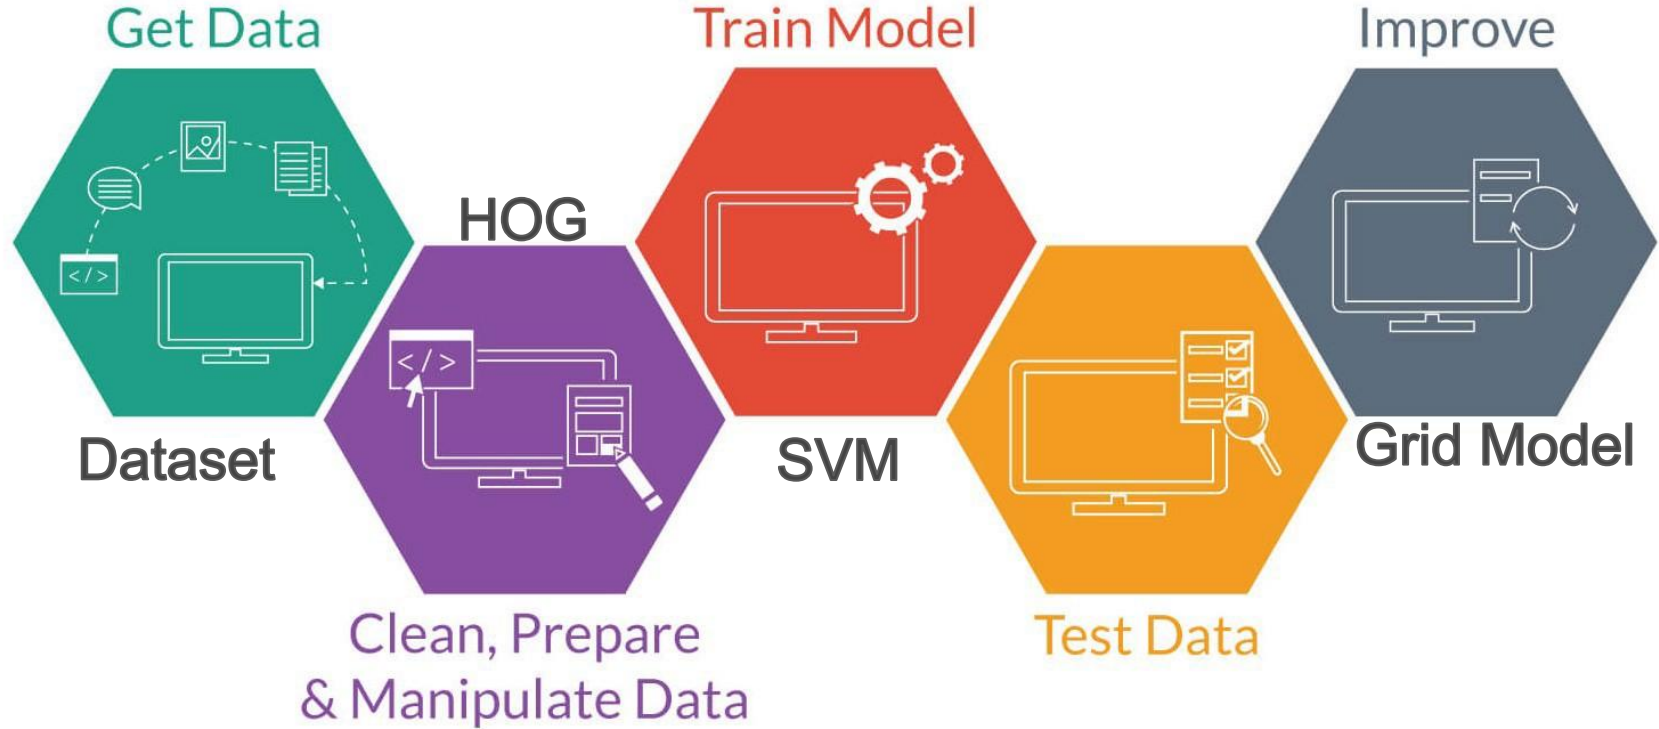 Get Data
Train Model
Improve
HOG
</>
</>
Dataset
SVM
Grid Model
Clean, Prepare
& Manipulate Data
Test Data